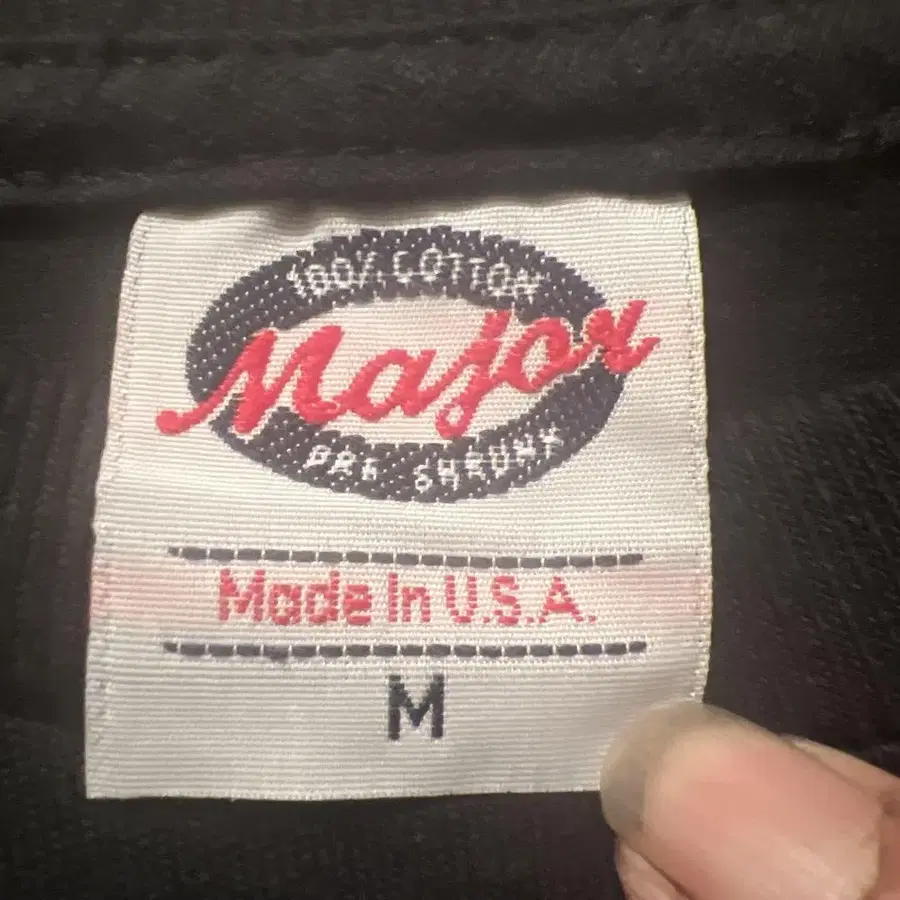 100% COTTON
Major
PRE SHRUNK
Made In U.S.A.
M